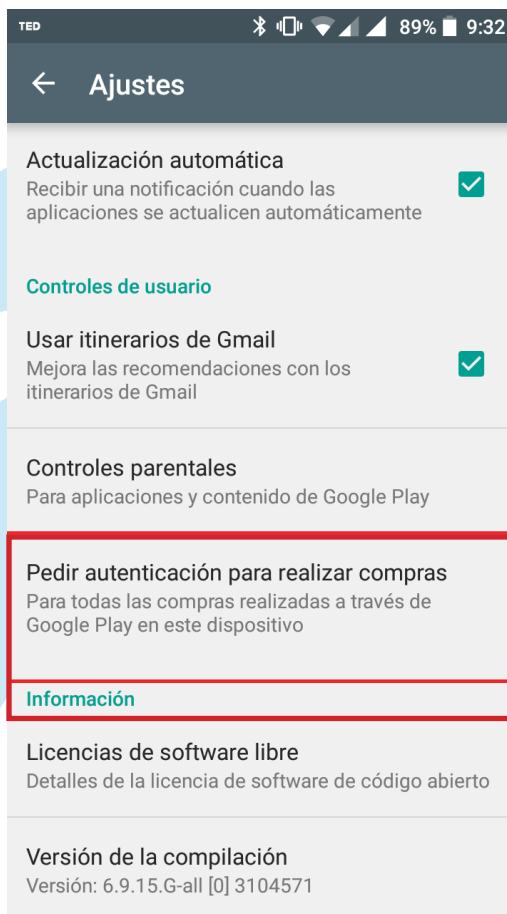 TED 89% 9:32
Ajustes
Actualización automática
Recibir una notificación cuando las
aplicaciones se actualicen automáticamente
Controles de usuario
Usar itinerarios de Gmail
Mejora las recomendaciones con los
itinerarios de Gmail
Controles parentales
Para aplicaciones y contenido de Google Play
Pedir autenticación para realizar compras
Para todas las compras realizadas a través de
Google Play en este dispositivo
Información
Licencias de software libre
Detalles de la licencia de software de código abierto
Versión de la compilación
Versión: 6.9.15.G-all [0] 3104571